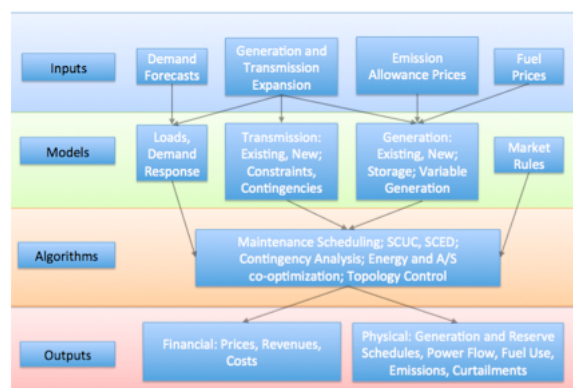 Inputs
Demand
Forecasts
Generation and
Transmission
Expansion
Emission
Allowance Prices
Fuel
Prices
Models
Loads,
Demand
Response
Transmission:
Existing, New;
Constraints,
Contingencies
Generation:
Existing, New;
Storage; Variable
Generation
Market
Rules
Algorithms
Maintenance Scheduling; SCUC, SCED;
Contingency Analysis; Energy and A/S
co-optimization; Topology Control
Outputs
Financial: Prices, Revenues,
Costs
Physical: Generation and Reserve
Schedules, Power Flow, Fuel Use,
Emissions, Curtailments